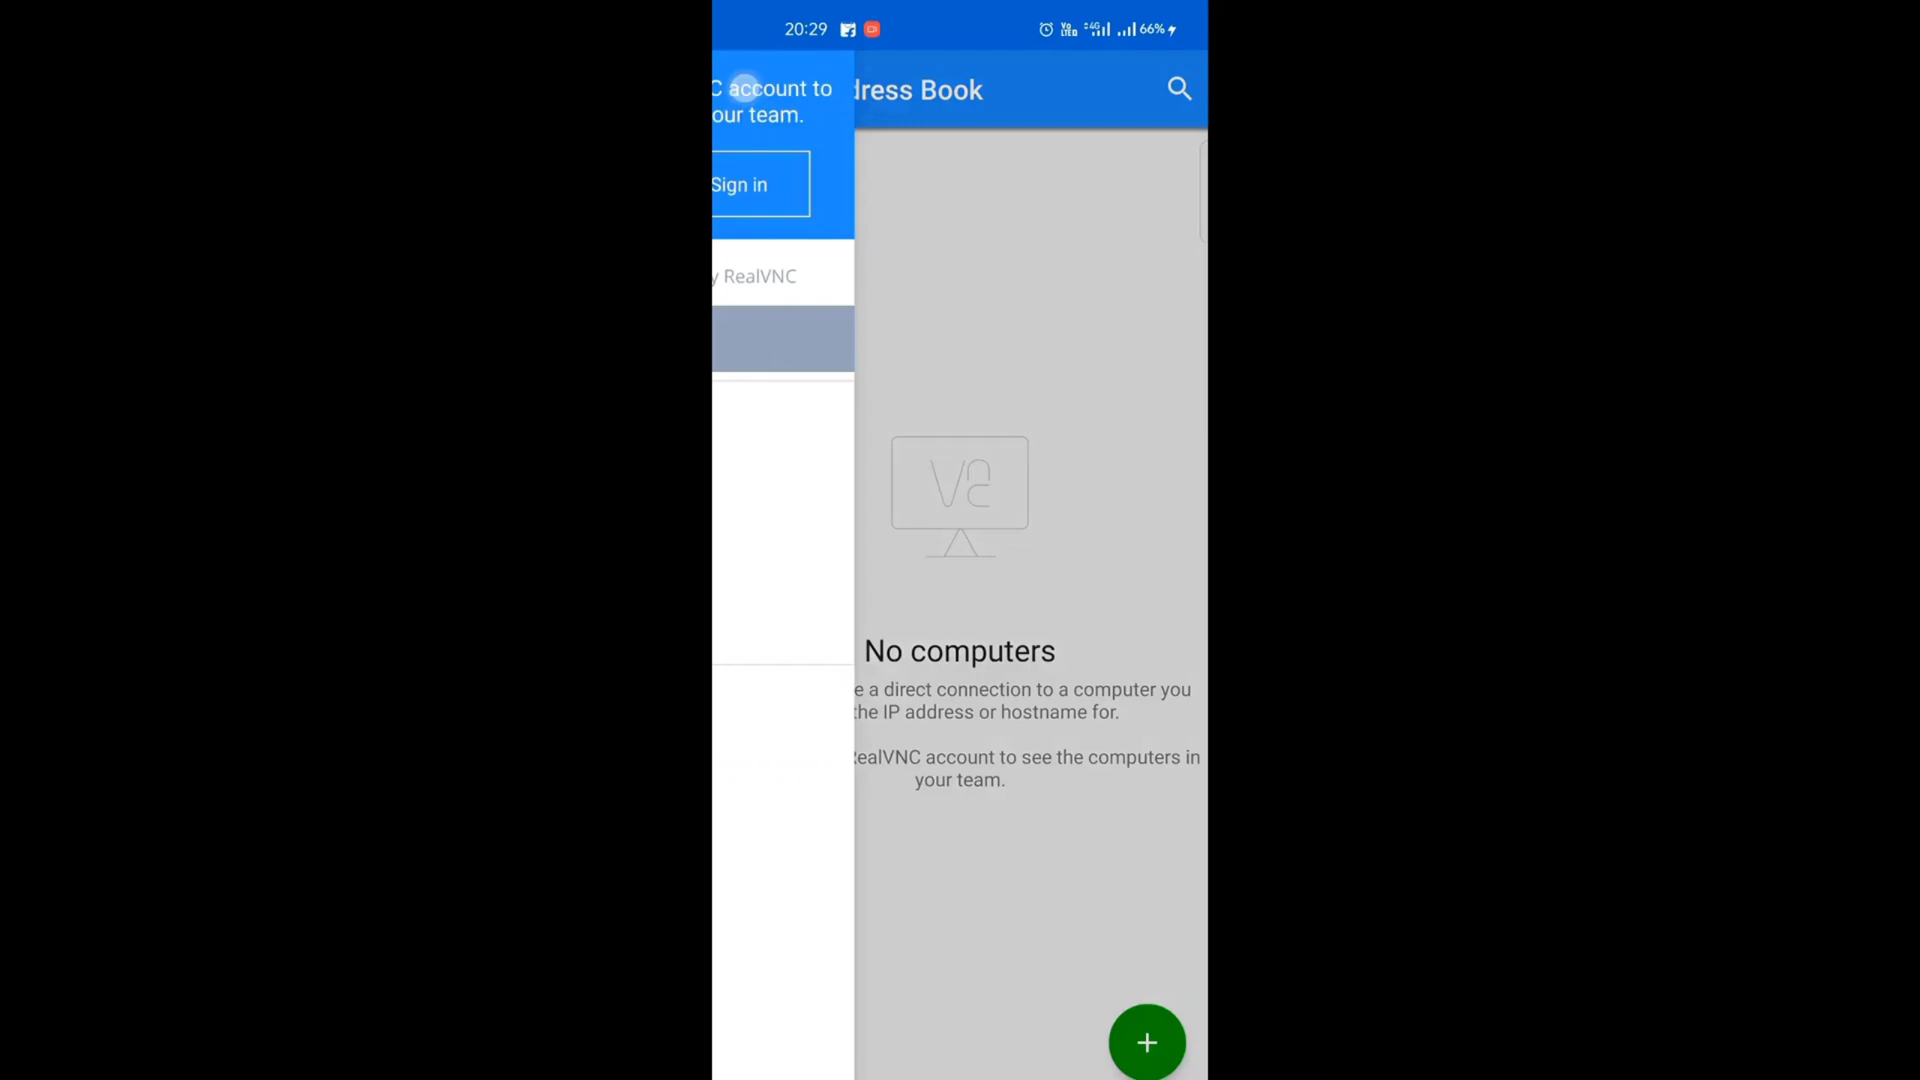 20:29
66%
C account to
our team.
dress Book
Sign in
y RealVNC
No computers
e a direct connection to a computer you
the IP address or hostname for.
RealVNC account to see the computers in
your team.